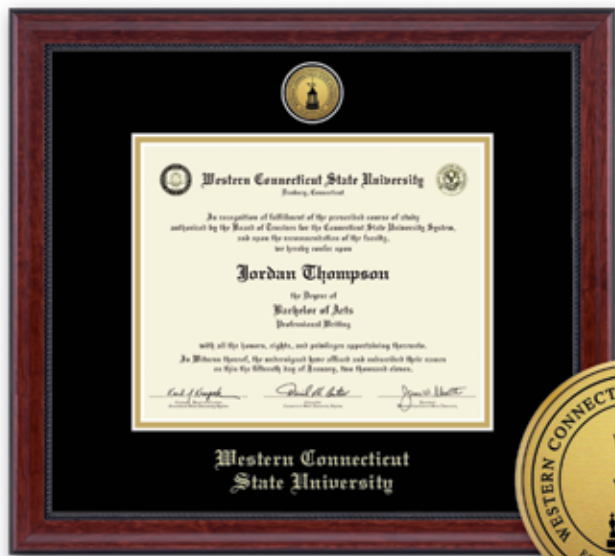 Western Connecticut State University
Danbury, Connecticut
In recognition of fulfillment of the prescribed course of study
authorized by the Board of Trustees for the Connecticut State University System,
and upon the recommendation of the faculty,
we hereby confer upon
Jordan Thompson
the Degree of
Bachelor of Arts
Professional Writing
with all the honors, rights, and privileges appertaining thereunto.
In Witness thereof, the undersigned have affixed and subscribed their names
on this the fifteenth day of January, two thousand eleven.
Western Connecticut
State University
WESTERN CONNECT